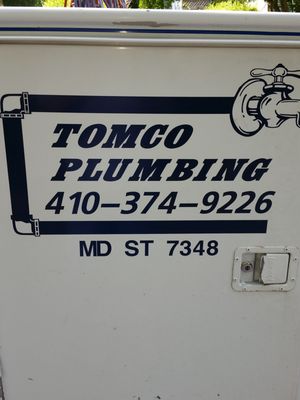 TOMCO
PLUMBING
410-374-9226
MD ST 7348